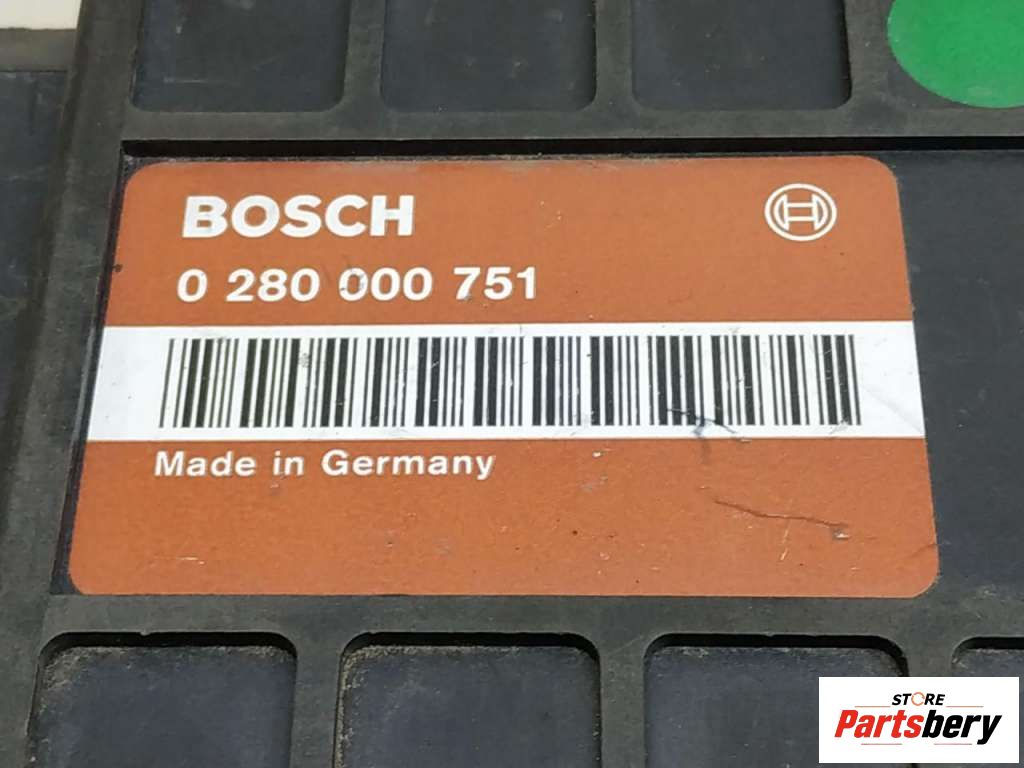 BOSCH
0 280 000 751
Made in Germany
STORE
Partsbery